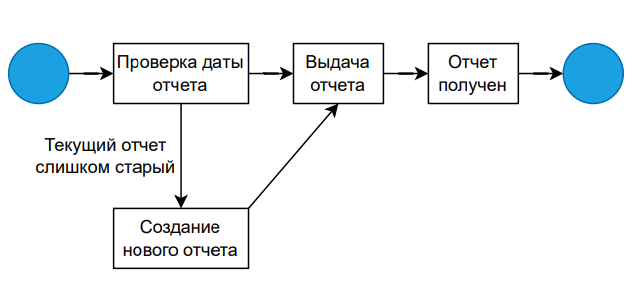 Проверка даты
отчета
Выдача
отчета
Отчет
получен
Текущий отчет
слишком старый
Создание
нового отчета